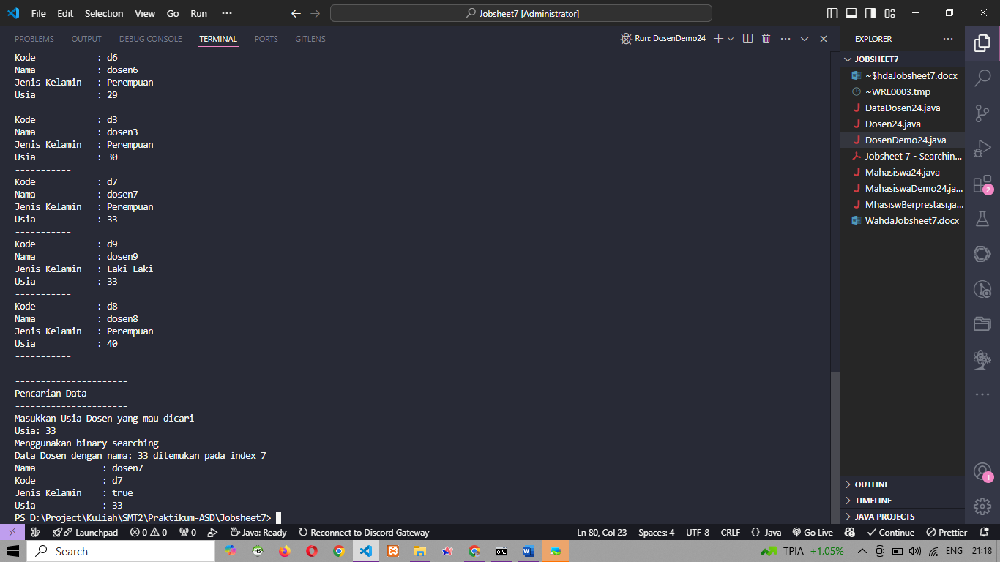 File Edit Selection View Go Run ··· Jobsheet7 [Administrator]
PROBLEMS OUTPUT DEBUG CONSOLE TERMINAL PORTS GITLENS Run: DosenDemo24
Kode : d6
Nama : dosen6
Jenis Kelamin : Perempuan
Usia : 29
-----------
Kode : d3
Nama : dosen3
Jenis Kelamin : Perempuan
Usia : 30
-----------
Kode : d7
Nama : dosen7
Jenis Kelamin : Perempuan
Usia : 33
-----------
Kode : d9
Nama : dosen9
Jenis Kelamin : Laki Laki
Usia : 33
-----------
Kode : d8
Nama : dosen8
Jenis Kelamin : Perempuan
Usia : 40
-----------
----------------------
Pencarian Data
----------------------
Masukkan Usia Dosen yang mau dicari
Usia: 33
Menggunakan binary searching
Data Dosen dengan nama: 33 ditemukan pada index 7
Nama : dosen7
Kode : d7
Jenis Kelamin : true
Usia : 33
PS D:\Project\Kuliah\SMT2\Praktikum-ASD\Jobsheet7>
EXPLORER
JOBSHEET7
~$hdaJobsheet7.docx
~WRL0003.tmp
DataDosen24.java
Dosen24.java
DosenDemo24.java
Jobsheet 7 - Searchin...
Mahasiswa24.java
MahasiswaDemo24.ja...
MhasiswBerprestasi.ja...
WahdaJobsheet7.docx
OUTLINE
TIMELINE
JAVA PROJECTS
2
1
Launchpad 0 0 0 Java: Ready Reconnect to Discord Gateway Ln 80, Col 23 Spaces: 4 UTF-8 CRLF {} Java Go Live Continue Prettier
Search TPIA +1,05% ENG 21:18